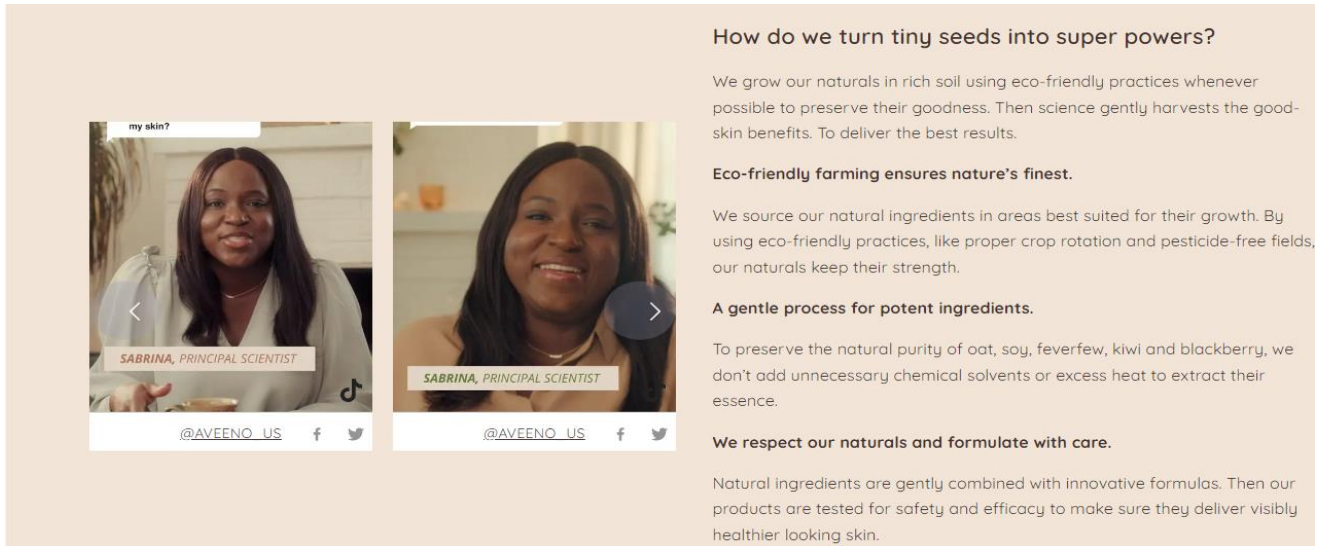 my skin?
SABRINA, PRINCIPAL SCIENTIST
@AVEENO_US
SABRINA, PRINCIPAL SCIENTIST
@AVEENO_US
How do we turn tiny seeds into super powers?
We grow our naturals in rich soil using eco-friendly practices whenever
possible to preserve their goodness. Then science gently harvests the good-
skin benefits. To deliver the best results.
Eco-friendly farming ensures nature's finest.
We source our natural ingredients in areas best suited for their growth. By
using eco-friendly practices, like proper crop rotation and pesticide-free fields,
our naturals keep their strength.
A gentle process for potent ingredients.
To preserve the natural purity of oat, soy, feverfew, kiwi and blackberry, we
don't add unnecessary chemical solvents or excess heat to extract their
essence.
We respect our naturals and formulate with care.
Natural ingredients are gently combined with innovative formulas. Then our
products are tested for safety and efficacy to make sure they deliver visibly
healthier looking skin.